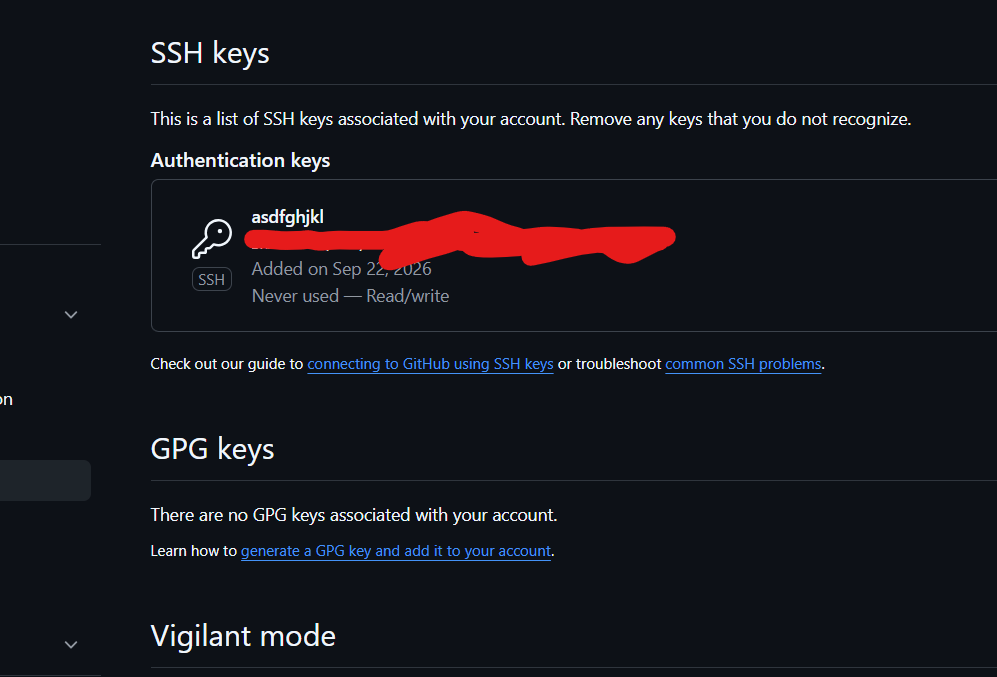 SSH keys
This is a list of SSH keys associated with your account. Remove any keys that you do not recognize.
Authentication keys
asdfghjkl
SSH
Added on Sep 22, 2026
Never used — Read/write
Check out our guide to connecting to GitHub using SSH keys or troubleshoot common SSH problems.
on
GPG keys
There are no GPG keys associated with your account.
Learn how to generate a GPG key and add it to your account.
Vigilant mode